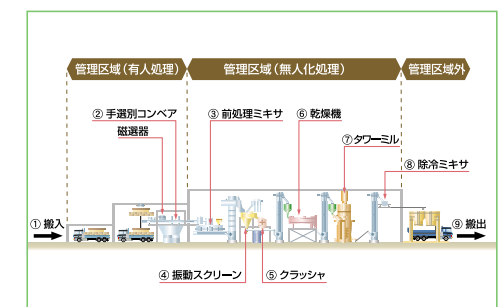 管理区域（有人処理）
管理区域（無人化処理）
管理区域外
② 手選別コンベア
磁選器
③ 前処理ミキサ
⑥ 乾燥機
⑦タワーミル
⑧ 除冷ミキサ
① 搬入
⑨ 搬出
④ 振動スクリーン
⑤ クラッシャ